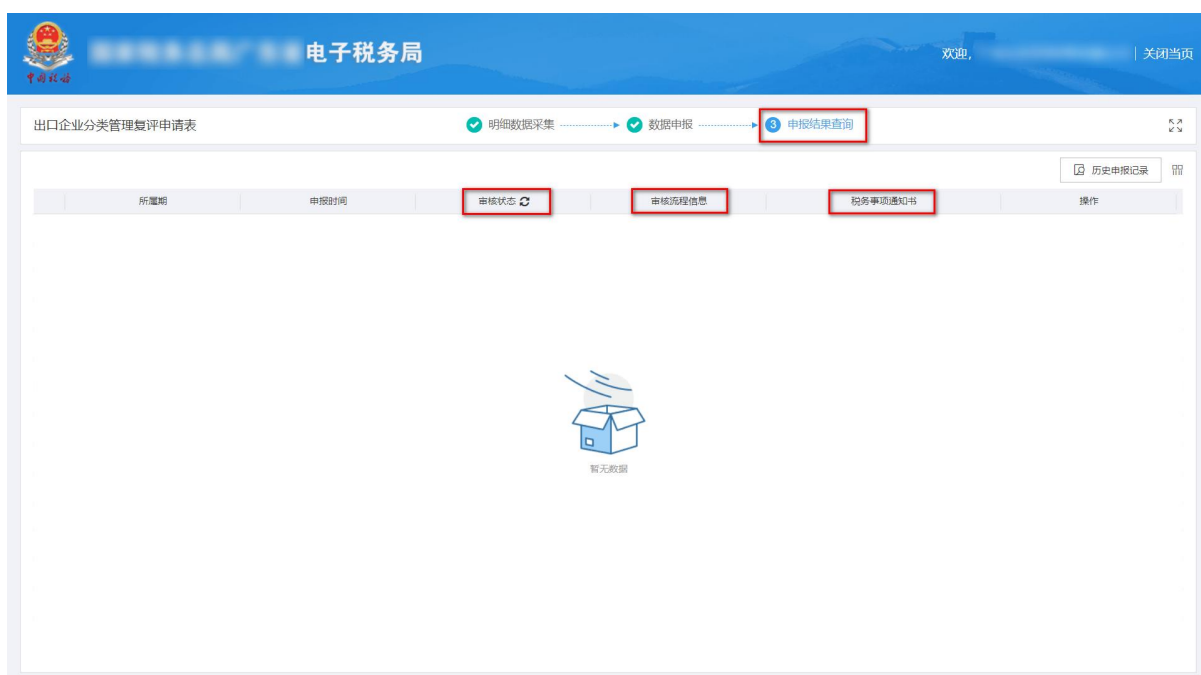 电子税务局
欢迎,
关闭当页
中国税务
出口企业分类管理复评申请表
明细数据采集
数据申报
3 申报结果查询
历史申报记录
所属期
申报时间
审核状态
审核流程信息
税务事项通知书
操作
暂无数据